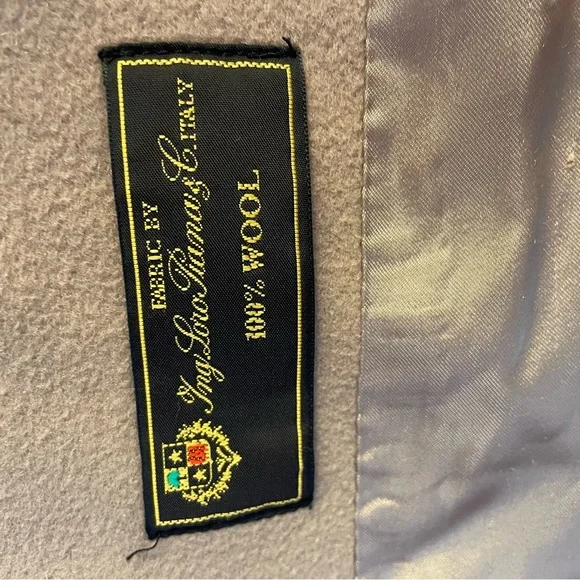 FABRIC BY
Ing. Loro Piana & C. ITALY
100% WOOL